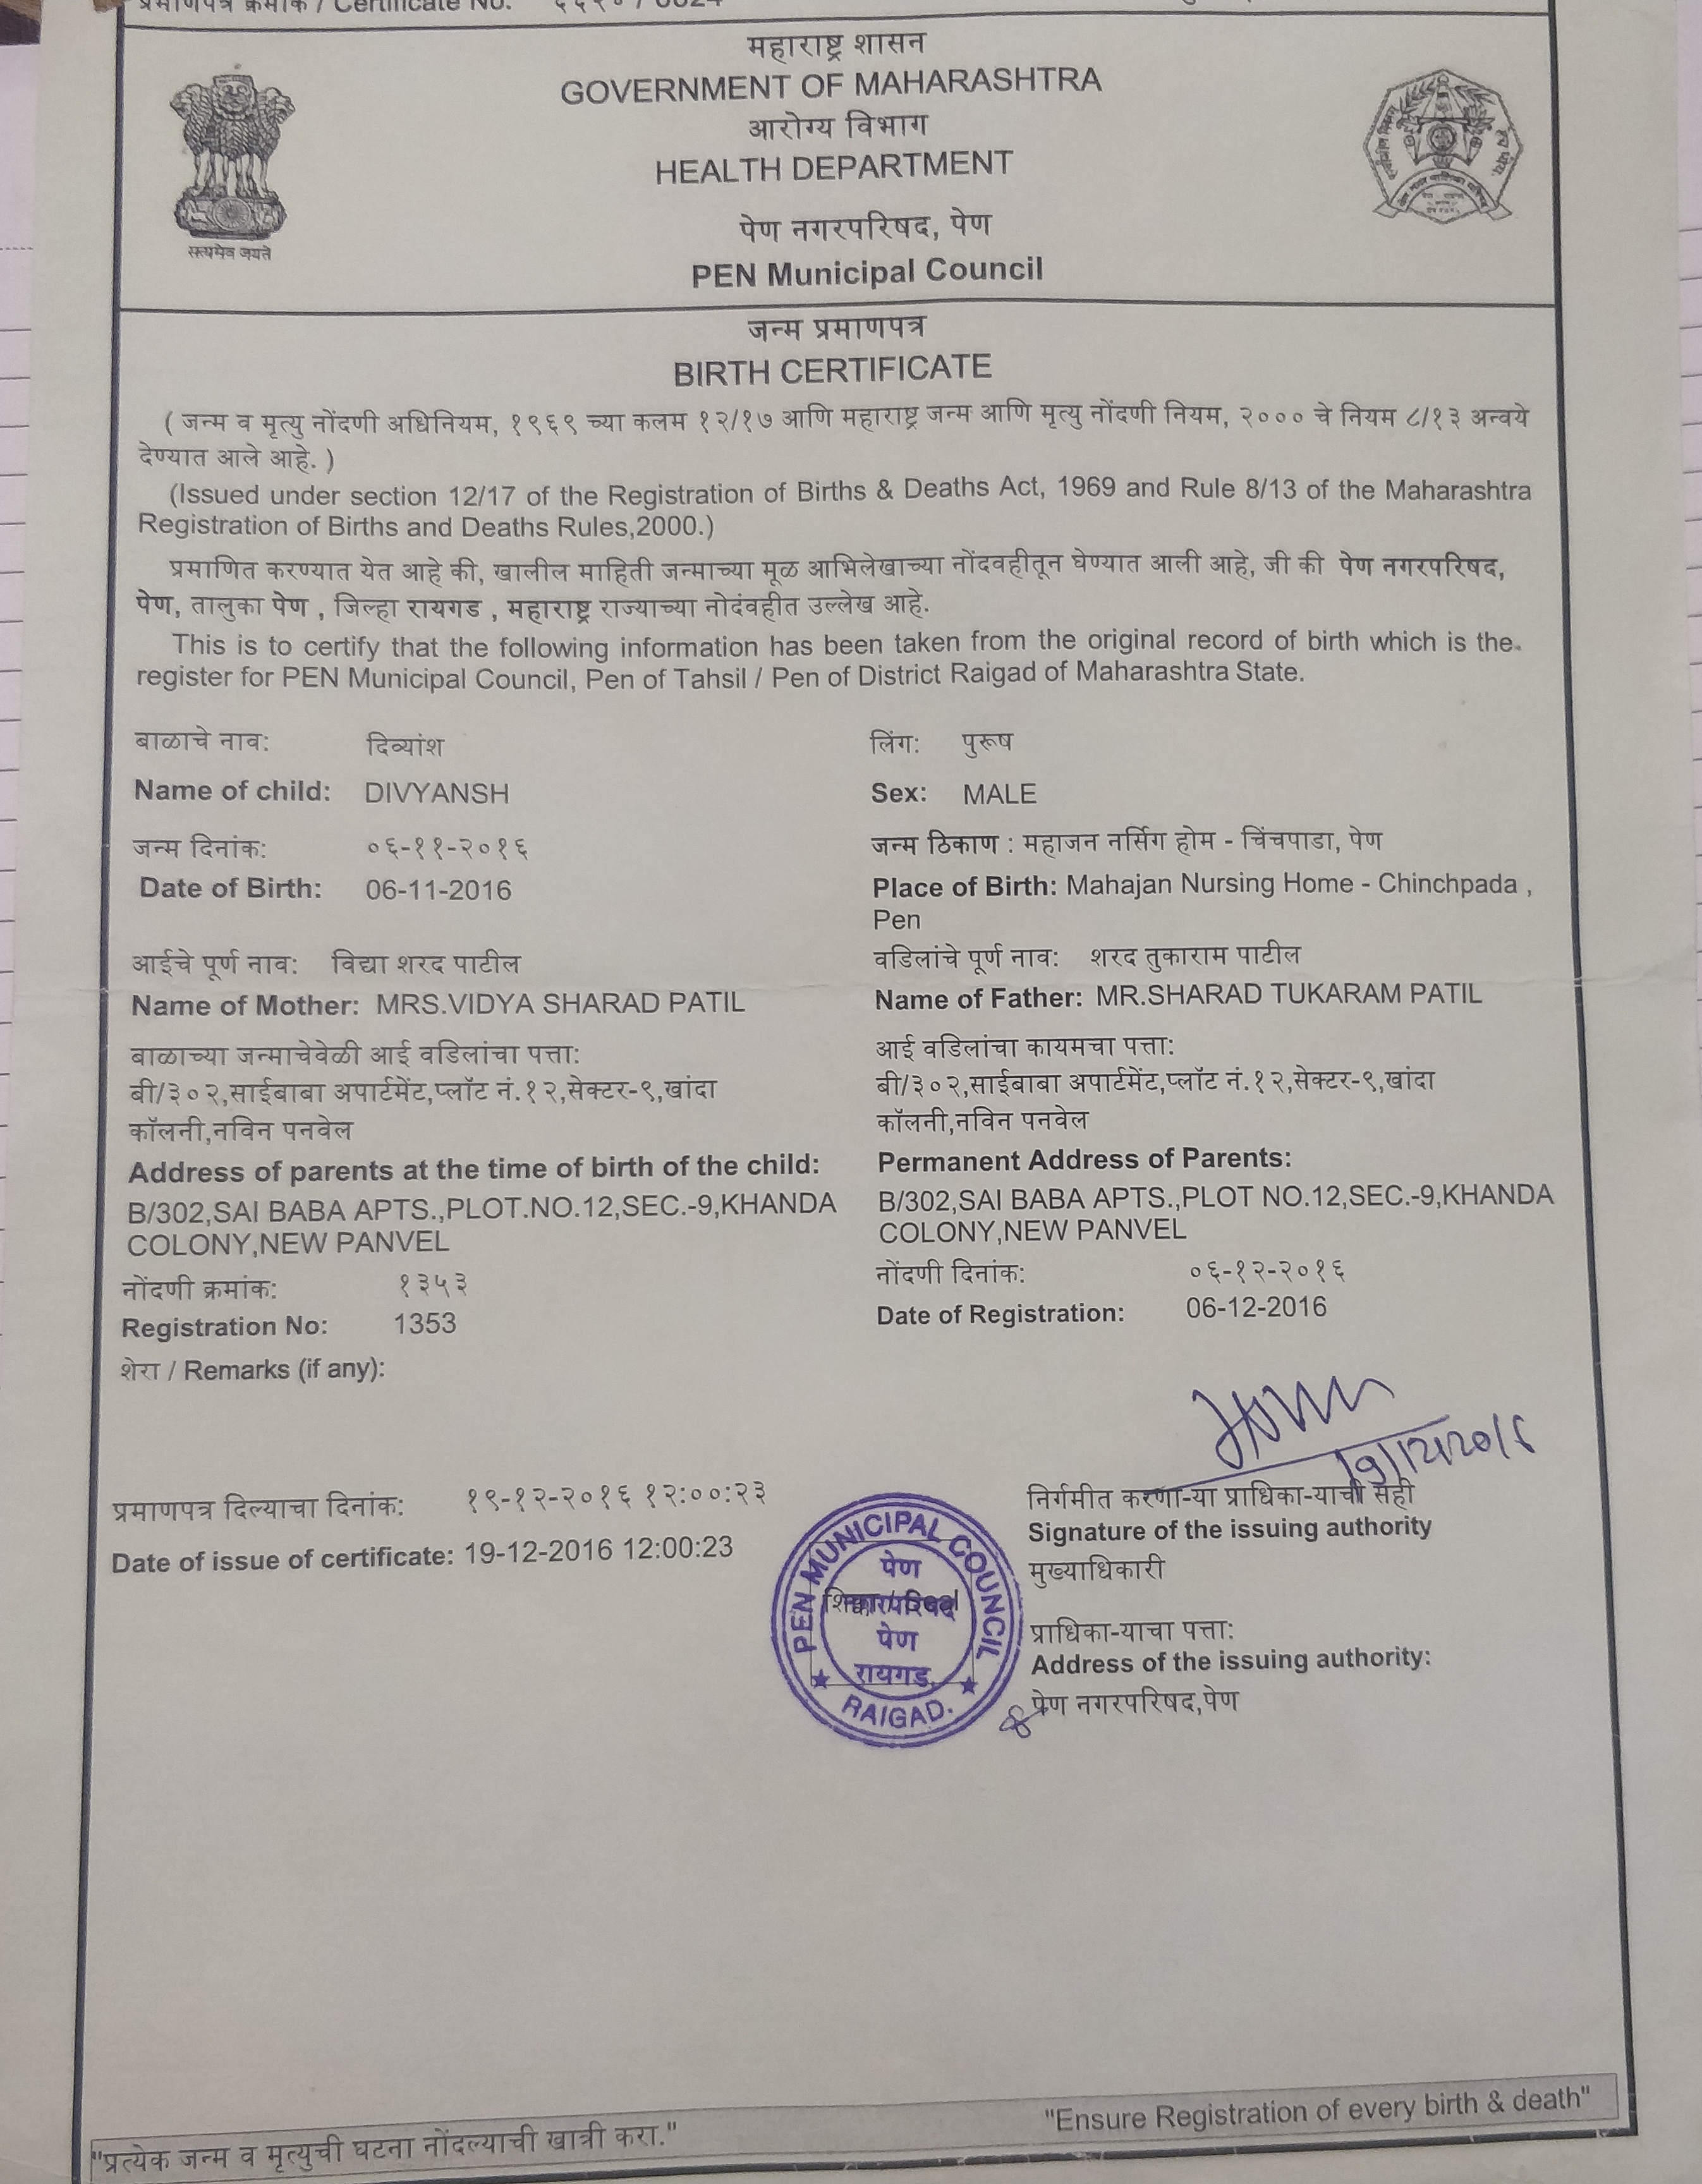 प्रमाणपत्र क्रमांक / Certificate No.
महाराष्ट्र शासन
GOVERNMENT OF MAHARASHTRA
आरोग्य विभाग
HEALTH DEPARTMENT
पेण नगरपरिषद, पेण
PEN Municipal Council
सत्यमेव जयते
जन्म प्रमाणपत्र
BIRTH CERTIFICATE
( जन्म व मृत्यु नोंदणी अधिनियम, १९६९ च्या कलम १२/१७ आणि महाराष्ट्र जन्म आणि मृत्यु नोंदणी नियम, २००० चे नियम ८/१३ अन्वये
देण्यात आले आहे. )
(Issued under section 12/17 of the Registration of Births & Deaths Act, 1969 and Rule 8/13 of the Maharashtra
Registration of Births and Deaths Rules,2000.)
प्रमाणित करण्यात येत आहे की, खालील माहिती जन्माच्या मूळ आभिलेखाच्या नोंदवहीतून घेण्यात आली आहे, जी की पेण नगरपरिषद,
पेण, तालुका पेण , जिल्हा रायगड , महाराष्ट्र राज्याच्या नोदंवहीत उल्लेख आहे.
This is to certify that the following information has been taken from the original record of birth which is the
register for PEN Municipal Council, Pen of Tahsil / Pen of District Raigad of Maharashtra State.
बाळाचे नाव: दिव्यांश लिंग: पुरूष
Name of child: DIVYANSH Sex: MALE
जन्म दिनांक: ०६-११-२०१६ जन्म ठिकाण : महाजन नर्सिग होम - चिंचपाडा, पेण
Date of Birth: 06-11-2016 Place of Birth: Mahajan Nursing Home - Chinchpada ,
Pen
आईचे पूर्ण नाव: विद्या शरद पाटील वडिलांचे पूर्ण नाव: शरद तुकाराम पाटील
Name of Mother: MRS.VIDYA SHARAD PATIL Name of Father: MR.SHARAD TUKARAM PATIL
बाळाच्या जन्माचेवेळी आई वडिलांचा पत्ता: आई वडिलांचा कायमचा पत्ता:
बी/३०२,साईबाबा अपार्टमेंट,प्लॉट नं.१२,सेक्टर-९,खांदा बी/३०२,साईबाबा अपार्टमेंट,प्लॉट नं.१२,सेक्टर-९,खांदा
कॉलनी,नविन पनवेल कॉलनी,नविन पनवेल
Address of parents at the time of birth of the child: Permanent Address of Parents:
B/302,SAI BABA APTS.,PLOT.NO.12,SEC.-9,KHANDA B/302,SAI BABA APTS.,PLOT NO.12,SEC.-9,KHANDA
COLONY,NEW PANVEL COLONY,NEW PANVEL
नोंदणी क्रमांक: १३५३ नोंदणी दिनांक: ०६-१२-२०१६
Registration No: 1353 Date of Registration: 06-12-2016
शेरा / Remarks (if any):
19/12/2016
प्रमाणपत्र दिल्याचा दिनांक: १९-१२-२०१६ १२:००:२३ निर्गमीत करणा-या प्राधिका-याची सही
Date of issue of certificate: 19-12-2016 12:00:23 Signature of the issuing authority
मुख्याधिकारी
PEN MUNICIPAL COUNCIL
पेण
नगरपरिषद
पेण
रायगड.
RAIGAD.
प्राधिका-याचा पत्ता:
Address of the issuing authority:
पेण नगरपरिषद,पेण
"प्रत्येक जन्म व मृत्युची घटना नोंदल्याची खात्री करा." "Ensure Registration of every birth & death"